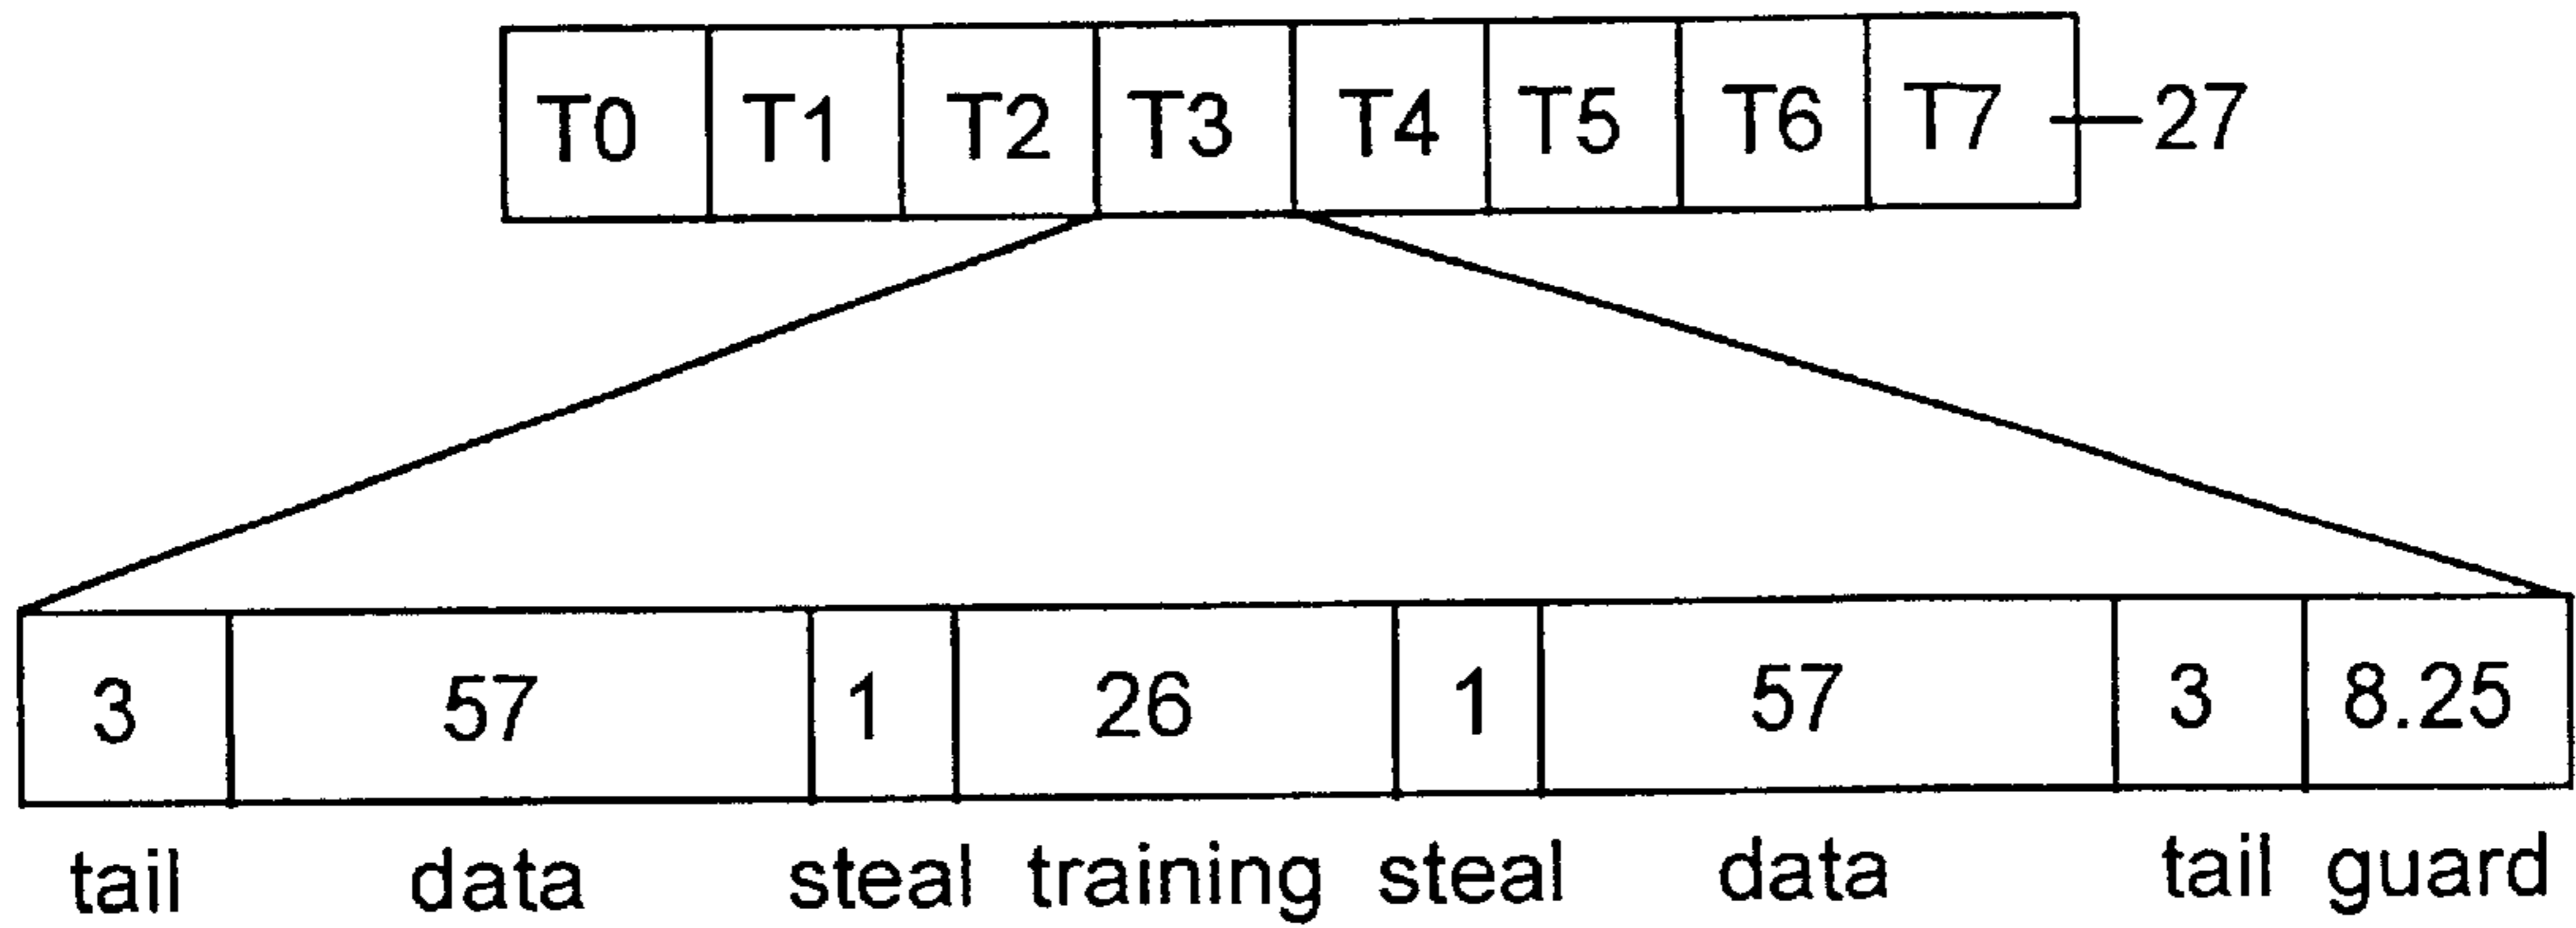 T0 T1 T2 T3 T4 T5 T6 T7 27
3 57 1 26 1 57 3 8.25
tail data steal training steal data tail guard